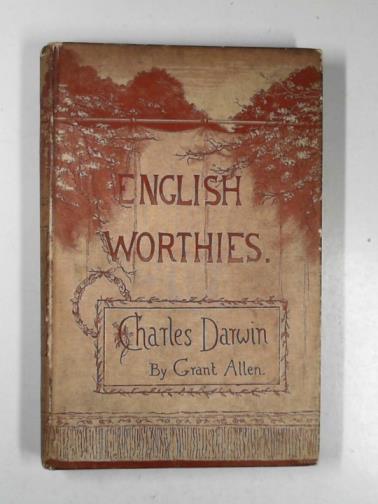 ENGLISH
WORTHIES.
Charles Darwin
By Grant Allen.